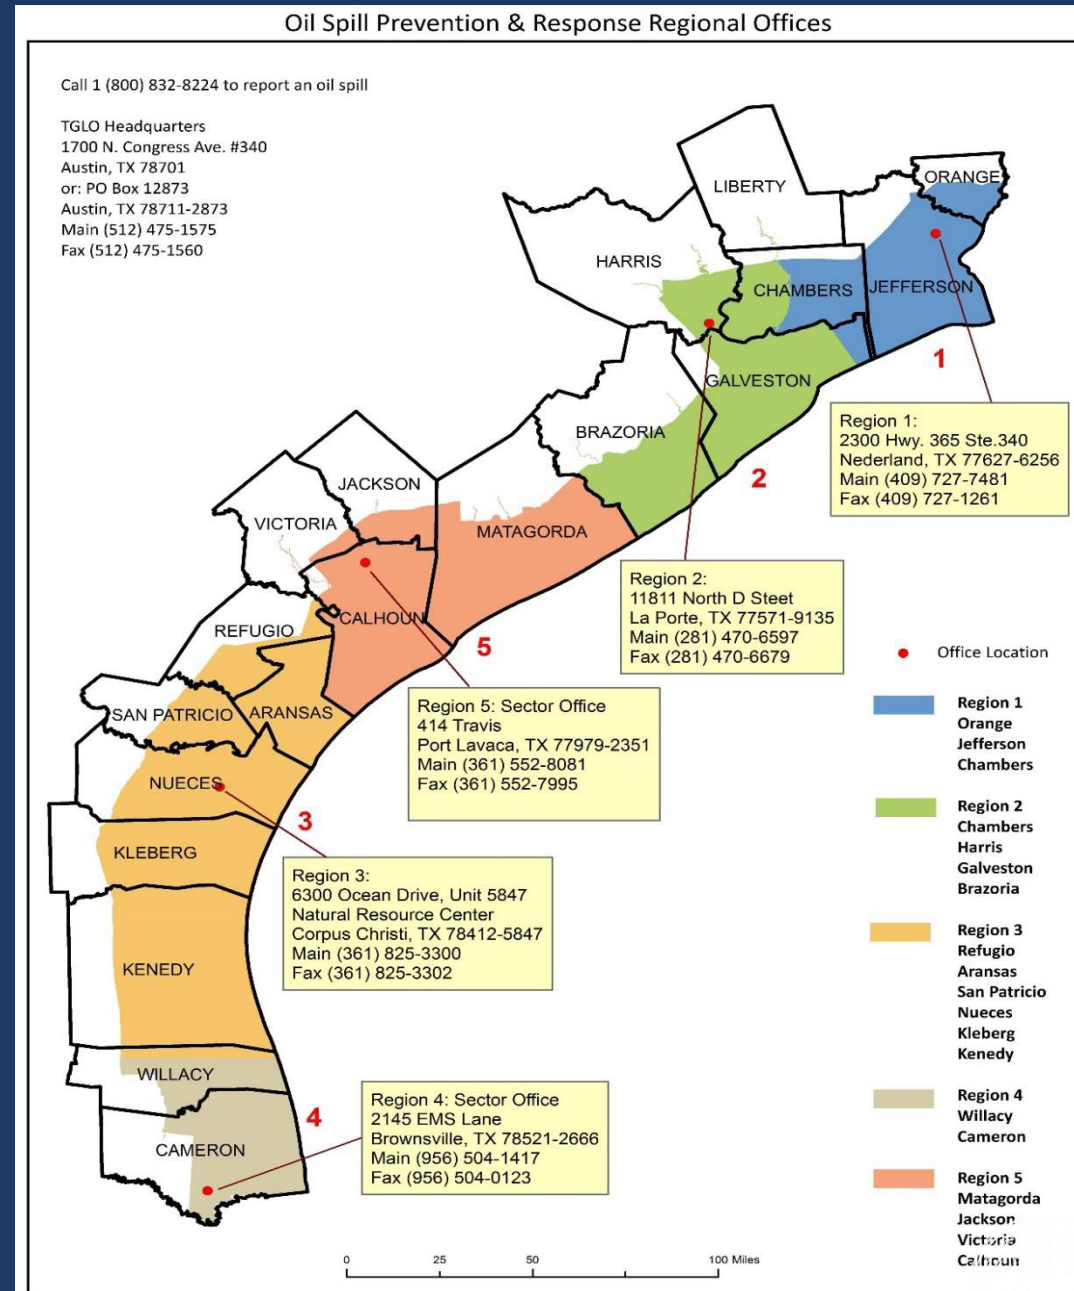 Oil Spill Prevention & Response Regional Offices
Call 1 (800) 832-8224 to report an oil spill
TGLO Headquarters
1700 N. Congress Ave. #340
Austin, TX 78701
or: PO Box 12873
Austin, TX 78711-2873
Main (512) 475-1575
Fax (512) 475-1560
ORANGE
LIBERTY
HARRIS
CHAMBERS
JEFFERSON
1
GALVESTON
BRAZORIA
2
Region 1:
2300 Hwy. 365 Ste.340
Nederland, TX 77627-6256
Main (409) 727-7481
Fax (409) 727-1261
JACKSON
VICTORIA
MATAGORDA
Region 2:
11811 North D Steet
La Porte, TX 77571-9135
Main (281) 470-6597
Fax (281) 470-6679
CALHOUN
REFUGIO
5
Region 5: Sector Office
414 Travis
Port Lavaca, TX 77979-2351
Main (361) 552-8081
Fax (361) 552-7995
SAN PATRICIO
ARANSAS
NUECES
3
KLEBERG
Region 3:
6300 Ocean Drive, Unit 5847
Natural Resource Center
Corpus Christi, TX 78412-5847
Main (361) 825-3300
Fax (361) 825-3302
KENEDY
WILLACY
4
CAMERON
Region 4: Sector Office
2145 EMS Lane
Brownsville, TX 78521-2666
Main (956) 504-1417
Fax (956) 504-0123
Office Location
Region 1
Orange
Jefferson
Chambers
Region 2
Chambers
Harris
Galveston
Brazoria
Region 3
Refugio
Aransas
San Patricio
Nueces
Kleberg
Kenedy
Region 4
Willacy
Cameron
Region 5
Matagorda
Jackson
Victoria
Calhoun
0 25 50 100 Miles